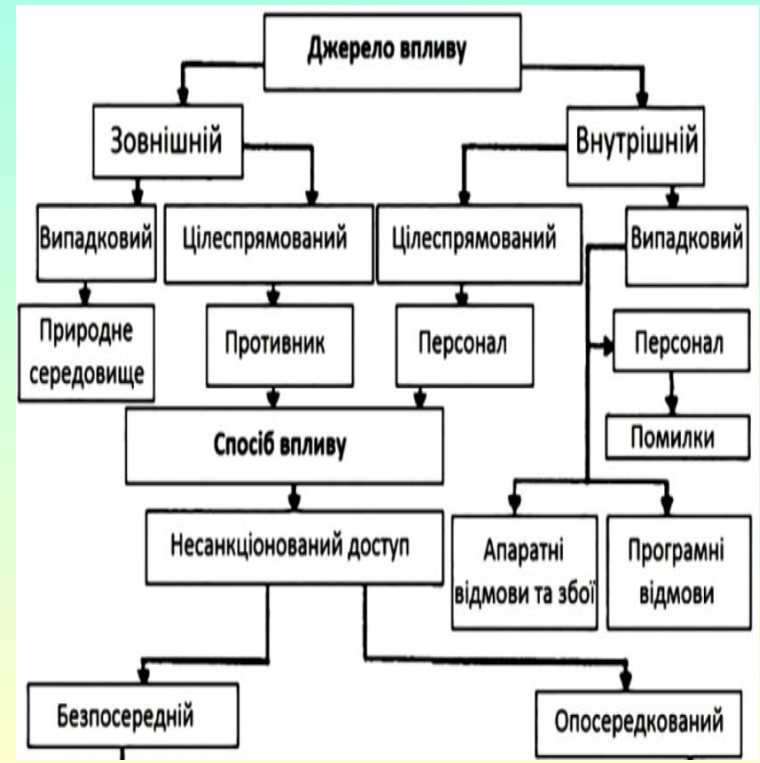 Джерело впливу
Зовнішній
Внутрішній
Випадковий
Цілеспрямований
Цілеспрямований
Випадковий
Природне
середовище
Противник
Персонал
Персонал
Помилки
Спосіб впливу
Несанкціонований доступ
Апаратні
відмови та збої
Програмні
відмови
Безпосередній
Опосередкований